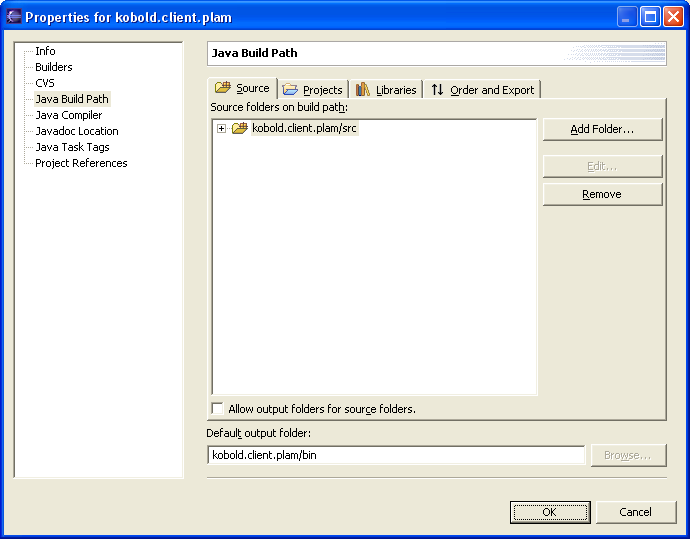 Properties for kobold.client.plam
Info
Builders
CVS
Java Build Path
Java Compiler
Javadoc Location
Java Task Tags
Project References
Java Build Path
Source Projects Libraries Order and Export
Source folders on build path:
kobold.client.plam/src
Add Folder...
Edit...
Remove
Allow output folders for source folders.
Default output folder:
kobold.client.plam/bin
Browse...
OK Cancel